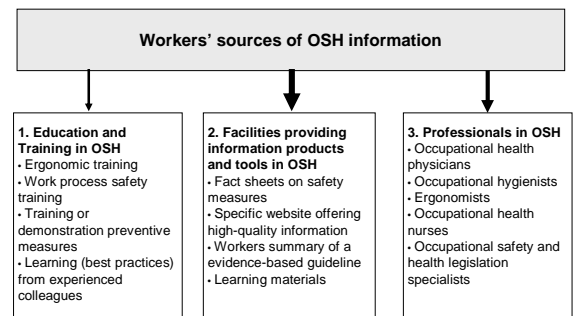 Workers' sources of OSH information
1. Education and
Training in OSH
• Ergonomic training
• Work process safety
training
• Training or
demonstration preventive
measures
• Learning (best practices)
from experienced
colleagues
2. Facilities providing
information products
and tools in OSH
• Fact sheets on safety
measures
• Specific website offering
high-quality information
• Workers summary of a
evidence-based guideline
• Learning materials
3. Professionals in OSH
• Occupational health
physicians
• Occupational hygienists
• Ergonomists
• Occupational health
nurses
• Occupational safety and
health legislation
specialists